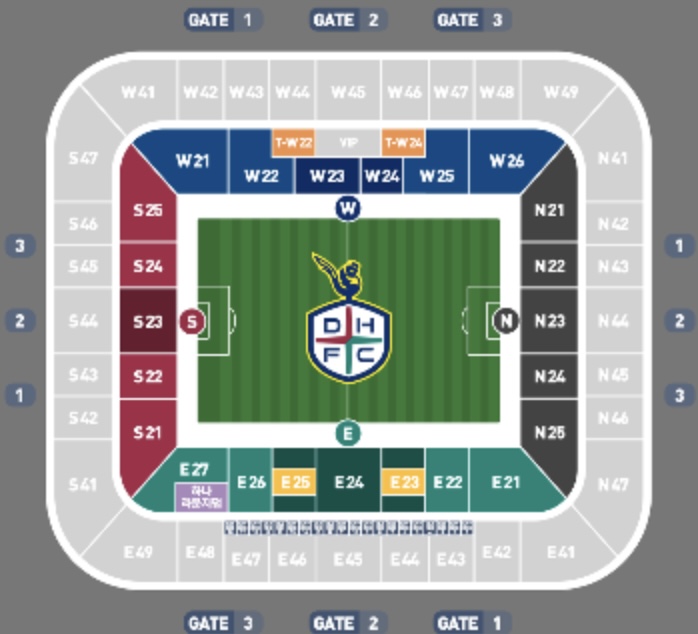 GATE 1 GATE 2 GATE 3
W41 W42 W43 W44 W45 W46 W47 W48 W49
T-W22 VIP T-W24
W21 W22 W23 W24 W25 W26
S47 S46 S45 S44 S43 S42 S41
3
2
1
S25
S24
S23
S22
S21
W
S
N
E
DH
FC
N21
N22
N23
N24
N25
N41
N42
N43
N44
N45
N46
N47
1
2
3
E27 E26 E25 E24 E23 E22 E21
하나
라운지펍
E49 E48 E47 E46 E45 E44 E43 E42 E41
GATE 3 GATE 2 GATE 1